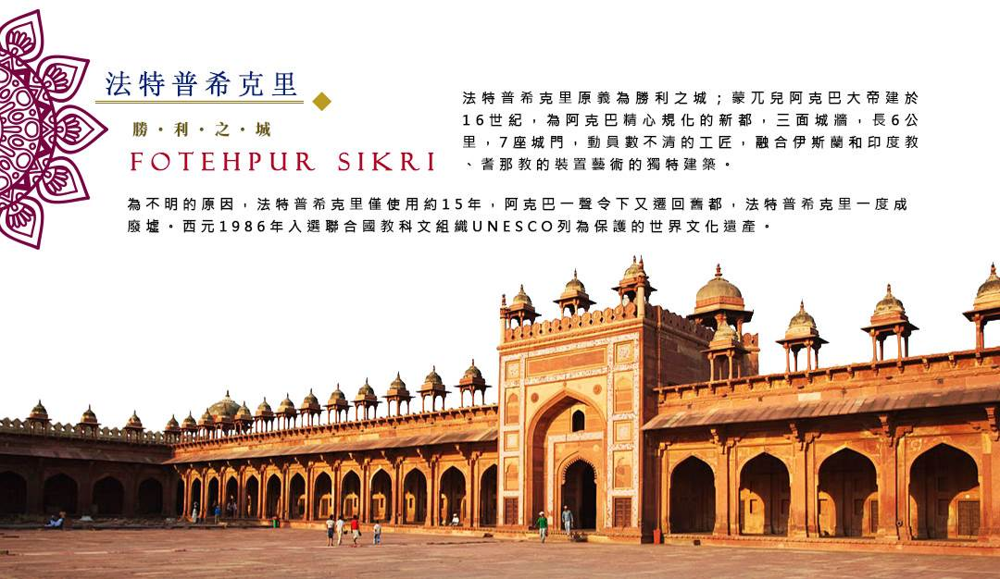 法特普希克里
勝・利・之・城
FOTEHPUR SIKRI
法特普希克里原義為勝利之城；蒙兀兒阿克巴大帝建於
16世紀，為阿克巴精心規化的新都，三面城牆，長6公
里，7座城門，動員數不清的工匠，融合伊斯蘭和印度教
、耆那教的裝置藝術的獨特建築。
為不明的原因，法特普希克里僅使用約15年，阿克巴一聲令下又遷回舊都，法特普希克里一度成
廢墟。西元1986年入選聯合國教科文組織UNESCO列為保護的世界文化遺產。